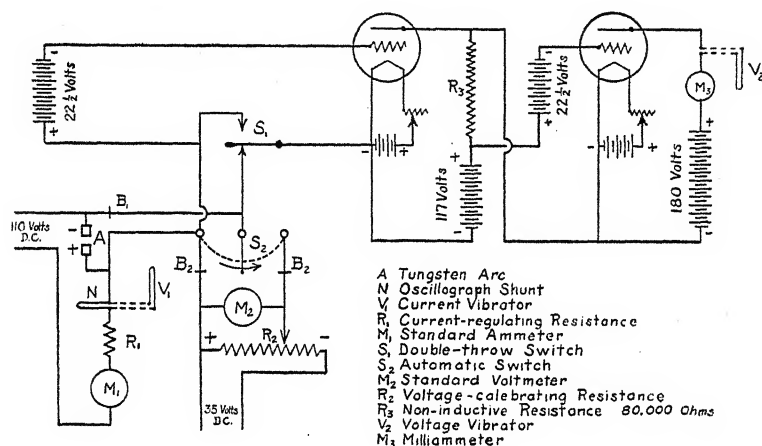 22½ Volts
S₁
B₁
110 Volts
D.C.
A
N
V₁
R₁
M₁
S₂
B₂
B₂
M₂
R₂
35 Volts
D.C.
R₃
117 Volts
22½ Volts
M₃
V₂
180 Volts
A Tungsten Arc
N Oscillograph Shunt
V₁ Current Vibrator
R₁ Current-regulating Resistance
M₁ Standard Ammeter
S₁ Double-throw Switch
S₂ Automatic Switch
M₂ Standard Voltmeter
R₂ Voltage-calebrating Resistance
R₃ Non-inductive Resistance 80,000 Ohms
V₂ Voltage Vibrator
M₃ Milliammeter